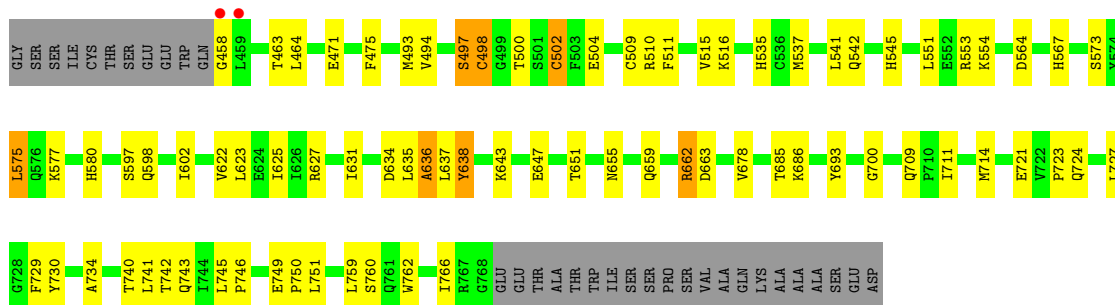 GLY SER SER ILE CYS THR SER GLU GLU TRP GLN G458 L459 T463 L464 E471 F475 M493 V494 S497 C498 G499 T500 S501 C502 F503 E504 C509 R510 F511 V515 K516 H535 C536 M537 L541 Q542 H545 L551 E552 R553 K554 D564 H567 S573 Y574
L575 Q576 K577 H580 S597 Q598 I602 V622 L623 E624 I625 I626 R627 I631 D634 L635 A636 L637 Y638 K643 E647 T651 N655 Q659 R662 D663 V678 T685 K686 Y693 G700 Q709 P710 I711 M714 E721 V722 P723 Q724 L727
G728 F729 Y730 A734 T740 L741 T742 Q743 I744 L745 P746 E749 P750 L751 L759 S760 Q761 W762 I766 R767 G768 GLU GLU THR ALA THR TRP ILE SER SER PRO SER VAL ALA GLN LYS ALA ALA ALA SER GLU ASP